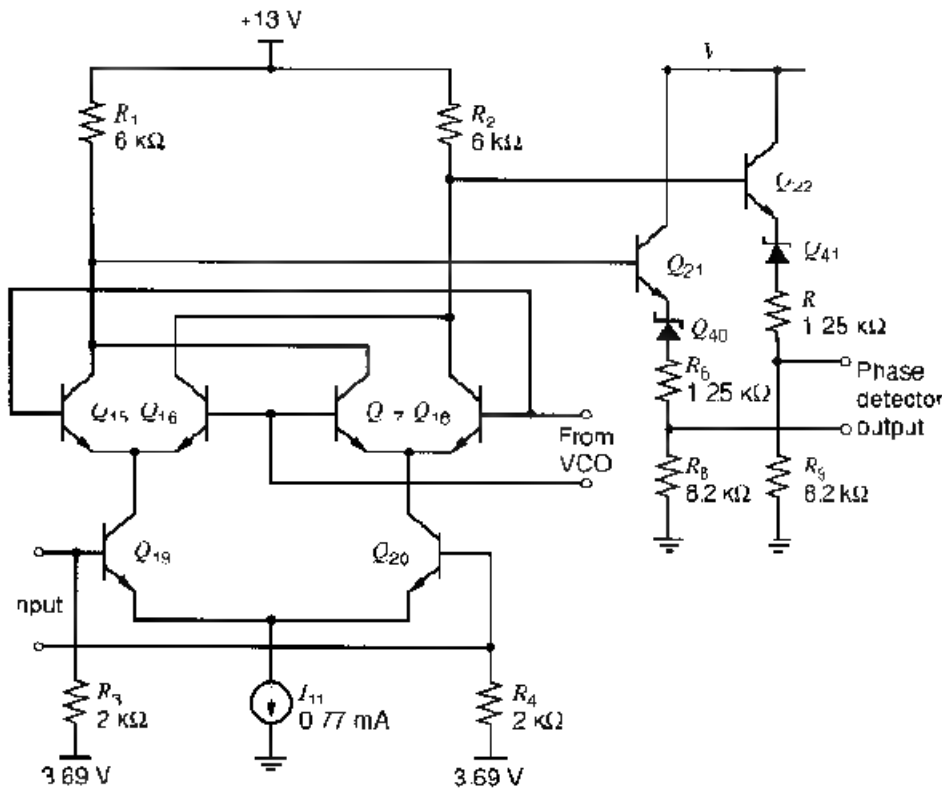 +13 V
R1
6 kΩ
R2
6 kΩ
V
Q22
Q21
Q41
R
1 25 kΩ
Q40
R6
1 25 kΩ
Phase
detector
output
Q15
Q16
Q 7
Q18
From
VCO
R8
8.2 kΩ
R9
8.2 kΩ
Q19
Q20
nput
R3
2 kΩ
I11
0 77 mA
R4
2 kΩ
3 69 V
3.69 V